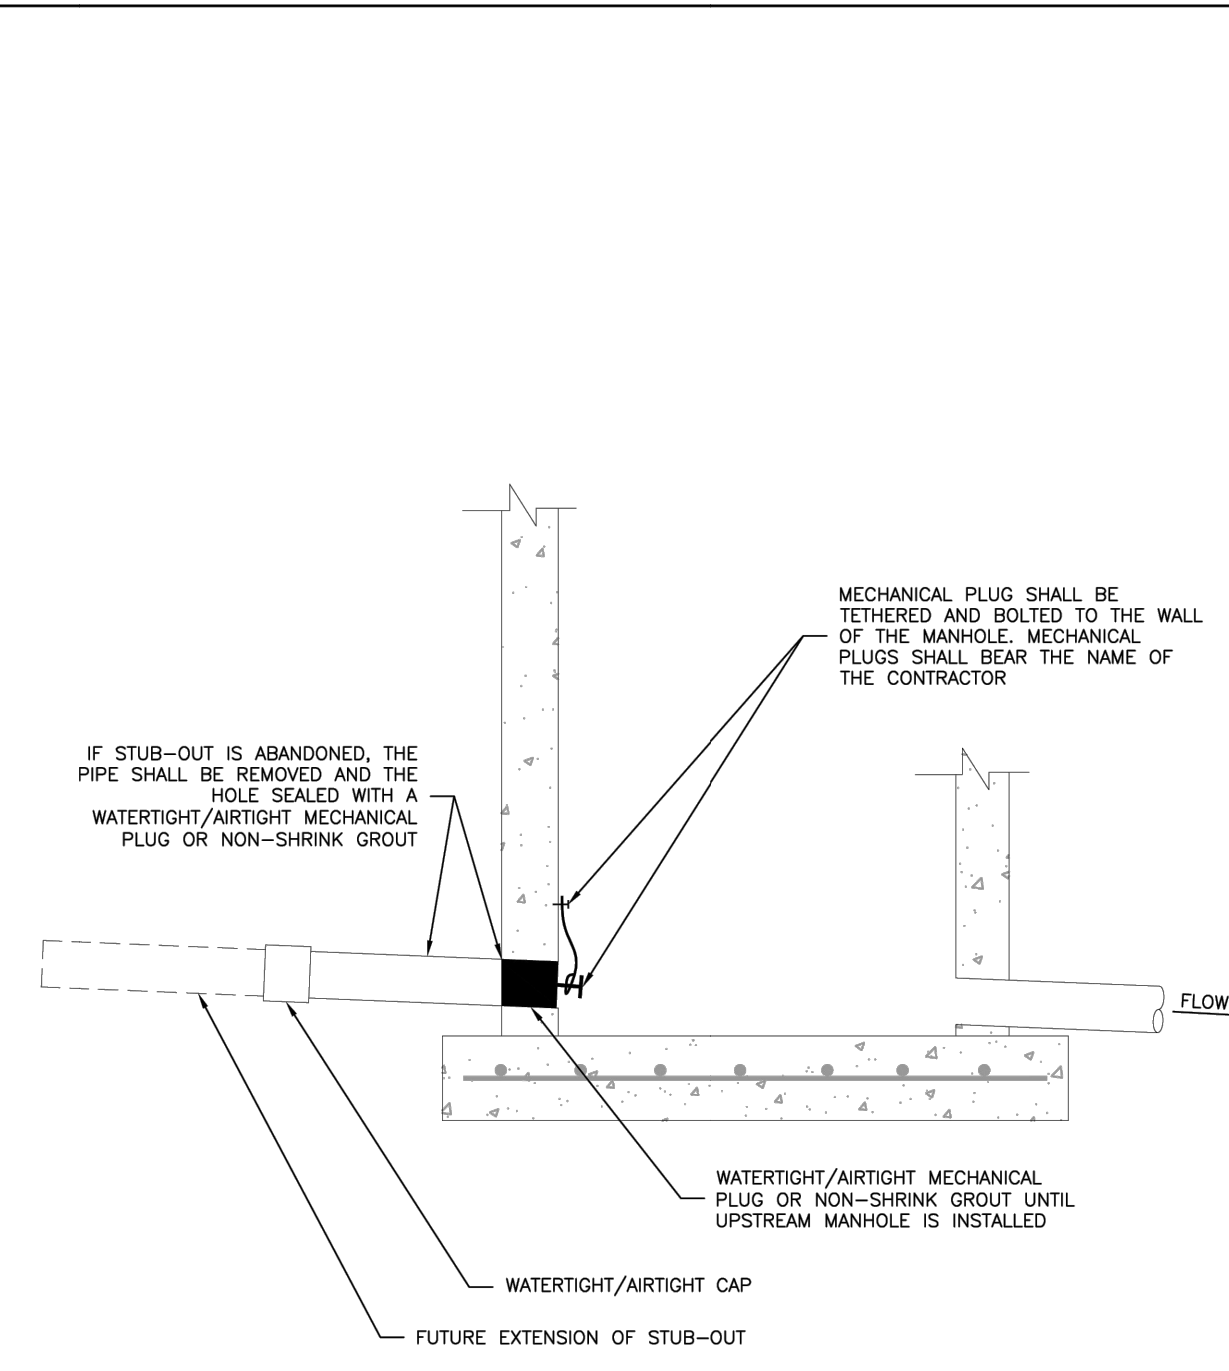 MECHANICAL PLUG SHALL BE
TETHERED AND BOLTED TO THE WALL
OF THE MANHOLE. MECHANICAL
PLUGS SHALL BEAR THE NAME OF
THE CONTRACTOR
IF STUB-OUT IS ABANDONED, THE
PIPE SHALL BE REMOVED AND THE
HOLE SEALED WITH A
WATERTIGHT/AIRTIGHT MECHANICAL
PLUG OR NON-SHRINK GROUT
FLOW
WATERTIGHT/AIRTIGHT MECHANICAL
PLUG OR NON-SHRINK GROUT UNTIL
UPSTREAM MANHOLE IS INSTALLED
WATERTIGHT/AIRTIGHT CAP
FUTURE EXTENSION OF STUB-OUT